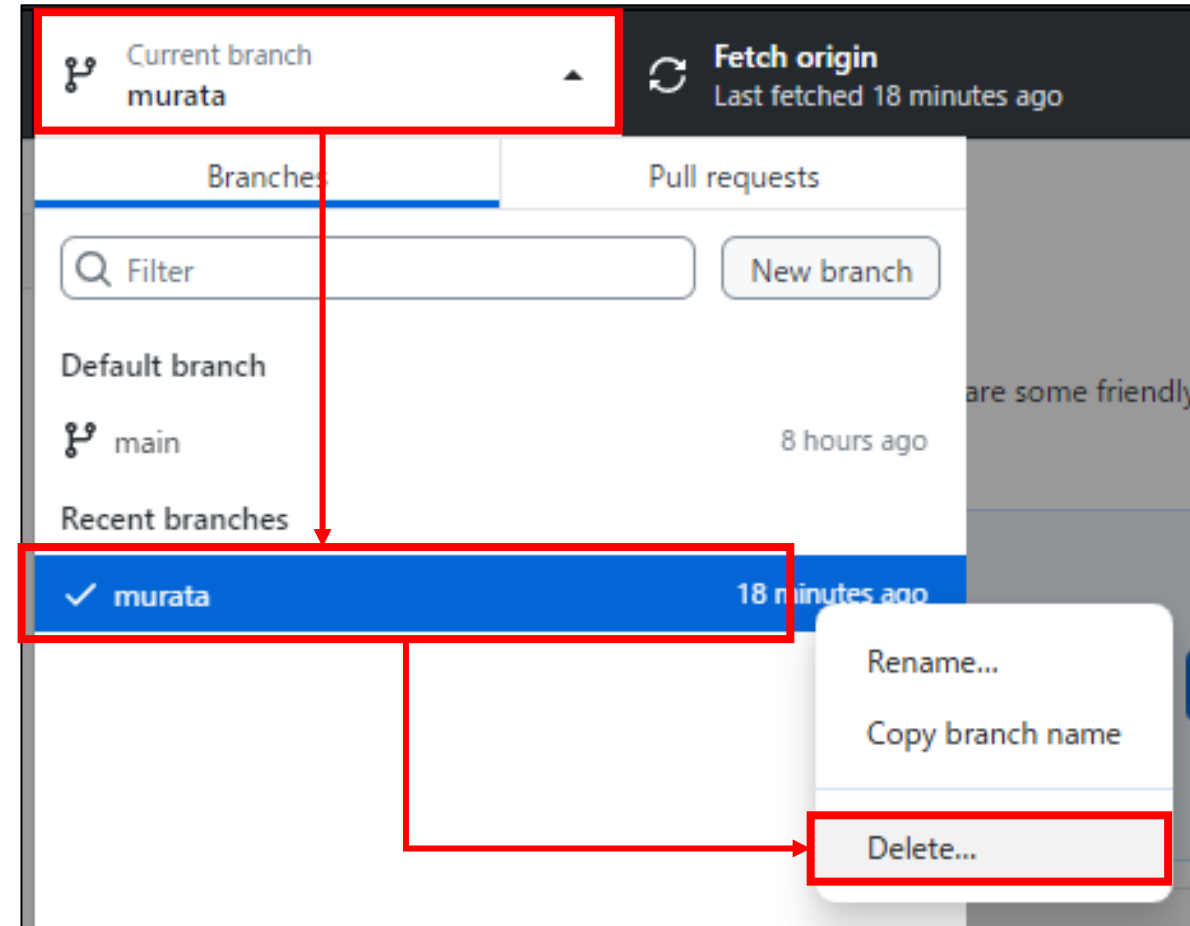 Current branch
murata
Fetch origin
Last fetched 18 minutes ago
Branches
Pull requests
Filter
New branch
Default branch
main
8 hours ago
are some friendly
Recent branches
murata
18 minutes ago
Rename...
Copy branch name
Delete...